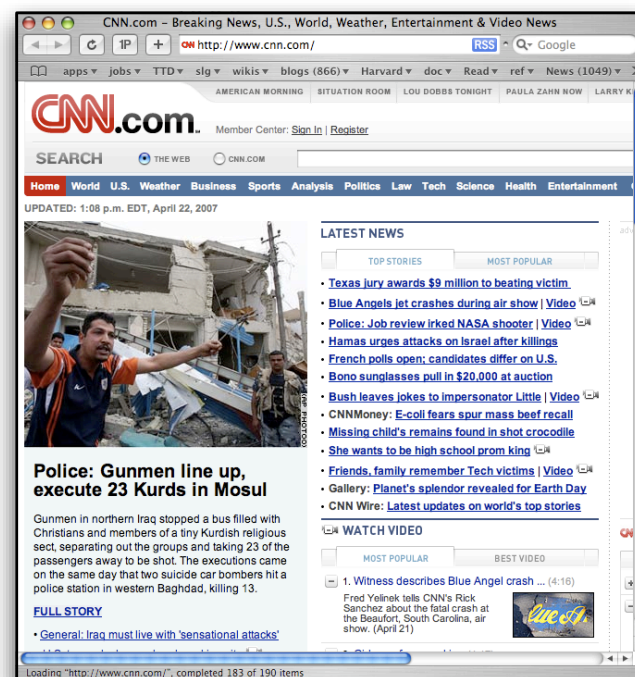 CNN.com – Breaking News, U.S., World, Weather, Entertainment & Video News
1P + CNN http://www.cnn.com/ RSS Google
apps jobs TTD slg wikis blogs (866) Harvard doc Read ref News (1049)
AMERICAN MORNING SITUATION ROOM LOU DOBBS TONIGHT PAULA ZAHN NOW LARRY K
CNN.com
Member Center: Sign In | Register
SEARCH THE WEB CNN.COM
Home World U.S. Weather Business Sports Analysis Politics Law Tech Science Health Entertainment
UPDATED: 1:08 p.m. EDT, April 22, 2007
LATEST NEWS
TOP STORIES MOST POPULAR
• Texas jury awards $9 million to beating victim
• Blue Angels jet crashes during air show | Video
• Police: Job review irked NASA shooter | Video
• Hamas urges attacks on Israel after killings
• French polls open; candidates differ on U.S.
• Bono sunglasses pull in $20,000 at auction
• Bush leaves jokes to impersonator Little | Video
• CNNMoney: E-coli fears spur mass beef recall
• Missing child's remains found in shot crocodile
• She wants to be high school prom king
• Friends, family remember Tech victims | Video
• Gallery: Planet's splendor revealed for Earth Day
• CNN Wire: Latest updates on world's top stories
WATCH VIDEO
MOST POPULAR BEST VIDEO
1. Witness describes Blue Angel crash ... (4:16)
Fred Yelinek tells CNN's Rick
Sanchez about the fatal crash at
the Beaufort, South Carolina, air
show. (April 21)
Police: Gunmen line up,
execute 23 Kurds in Mosul
Gunmen in northern Iraq stopped a bus filled with
Christians and members of a tiny Kurdish religious
sect, separating out the groups and taking 23 of the
passengers away to be shot. The executions came
on the same day that two suicide car bombers hit a
police station in western Baghdad, killing 13.
FULL STORY
• General: Iraq must live with 'sensational attacks'
Loading "http://www.cnn.com/", completed 183 of 190 items